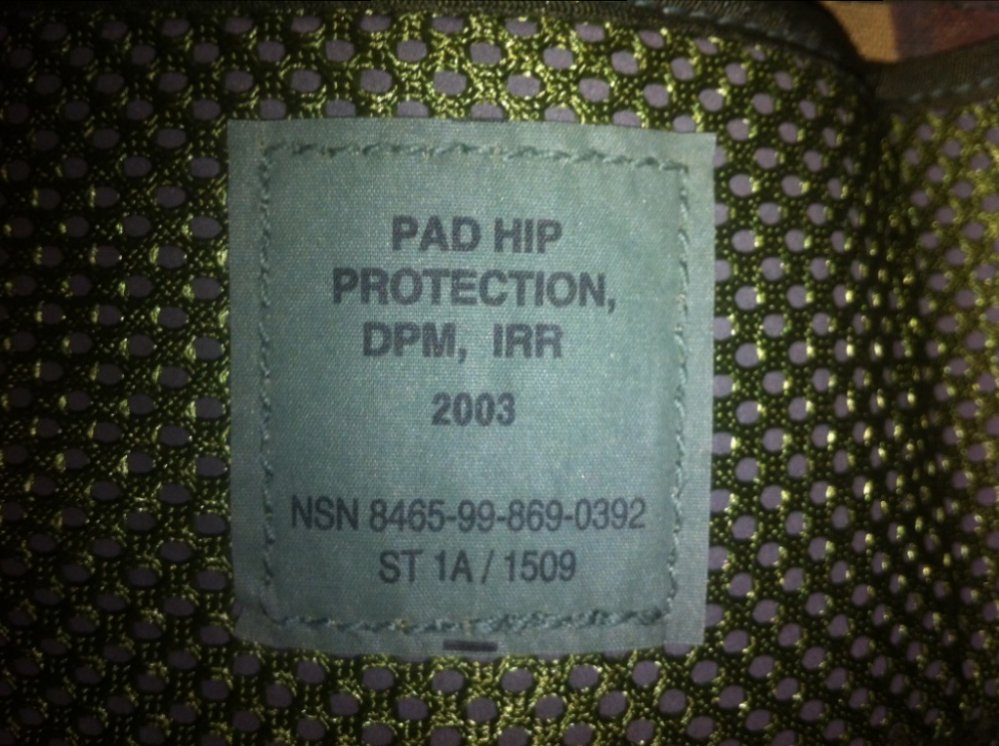 PAD HIP
PROTECTION,
DPM, IRR
2003
NSN 8465-99-869-0392
ST 1A / 1509